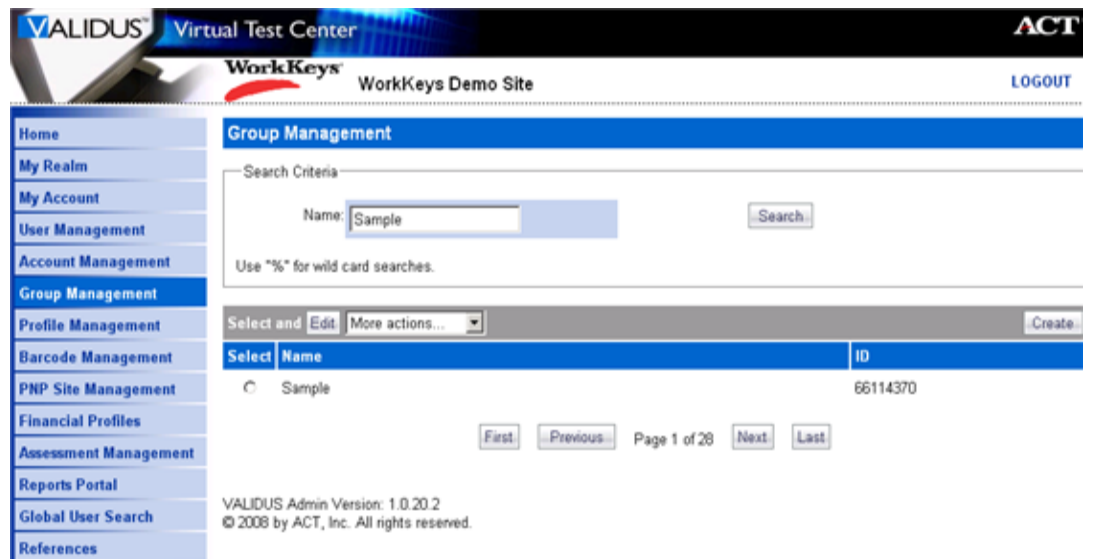 VALIDUS™ Virtual Test Center ACT
WorkKeys WorkKeys Demo Site LOGOUT
Home
My Realm
My Account
User Management
Account Management
Group Management
Profile Management
Barcode Management
PNP Site Management
Financial Profiles
Assessment Management
Reports Portal
Global User Search
References
Group Management
Search Criteria
Name: Sample Search
Use "%" for wild card searches.
Select and Edit More actions... Create
Select Name ID
Sample 66114370
First Previous Page 1 of 28 Next Last
VALIDUS Admin Version: 1.0.20.2
© 2008 by ACT, Inc. All rights reserved.